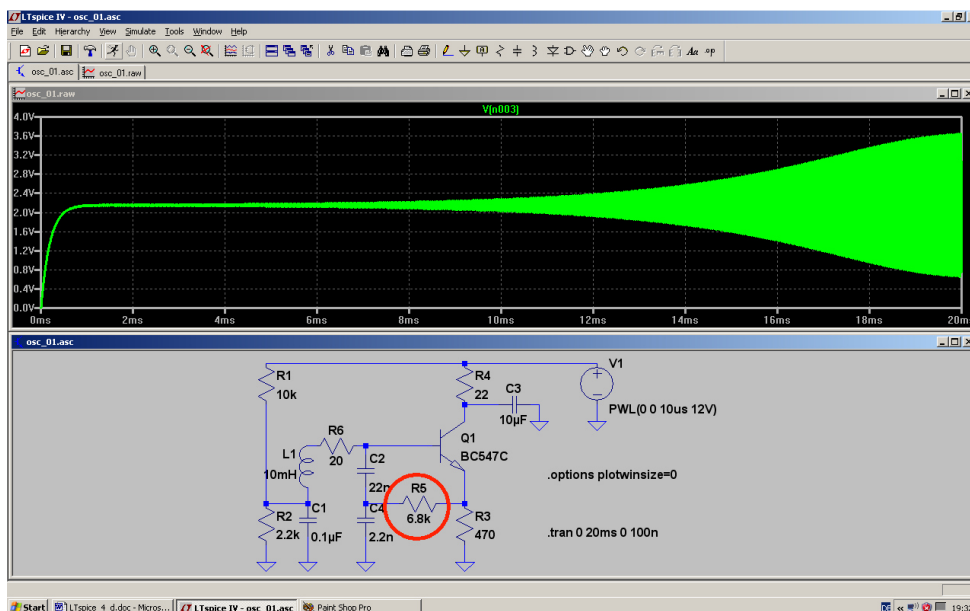 LTspice IV - osc_01.asc
File Edit Hierarchy View Simulate Tools Window Help
osc_01.asc osc_01.raw
osc_01.raw
V(n003)
4.0V
3.6V
3.2V
2.8V
2.4V
2.0V
1.6V
1.2V
0.8V
0.4V
0.0V
0ms 2ms 4ms 6ms 8ms 10ms 12ms 14ms 16ms 18ms 20m
osc_01.asc
R1
10k
R4
22
C3
10µF
V1
PWL(0 0 10us 12V)
R6
20
L1
10mH
C2
22n
Q1
BC547C
R5
6.8k
.options plotwinsize=0
R2
2.2k
C1
0.1µF
C4
2.2n
R3
470
.tran 0 20ms 0 100n
Start LTspice_4_d.doc - Micros... LTspice IV - osc_01.asc Paint Shop Pro